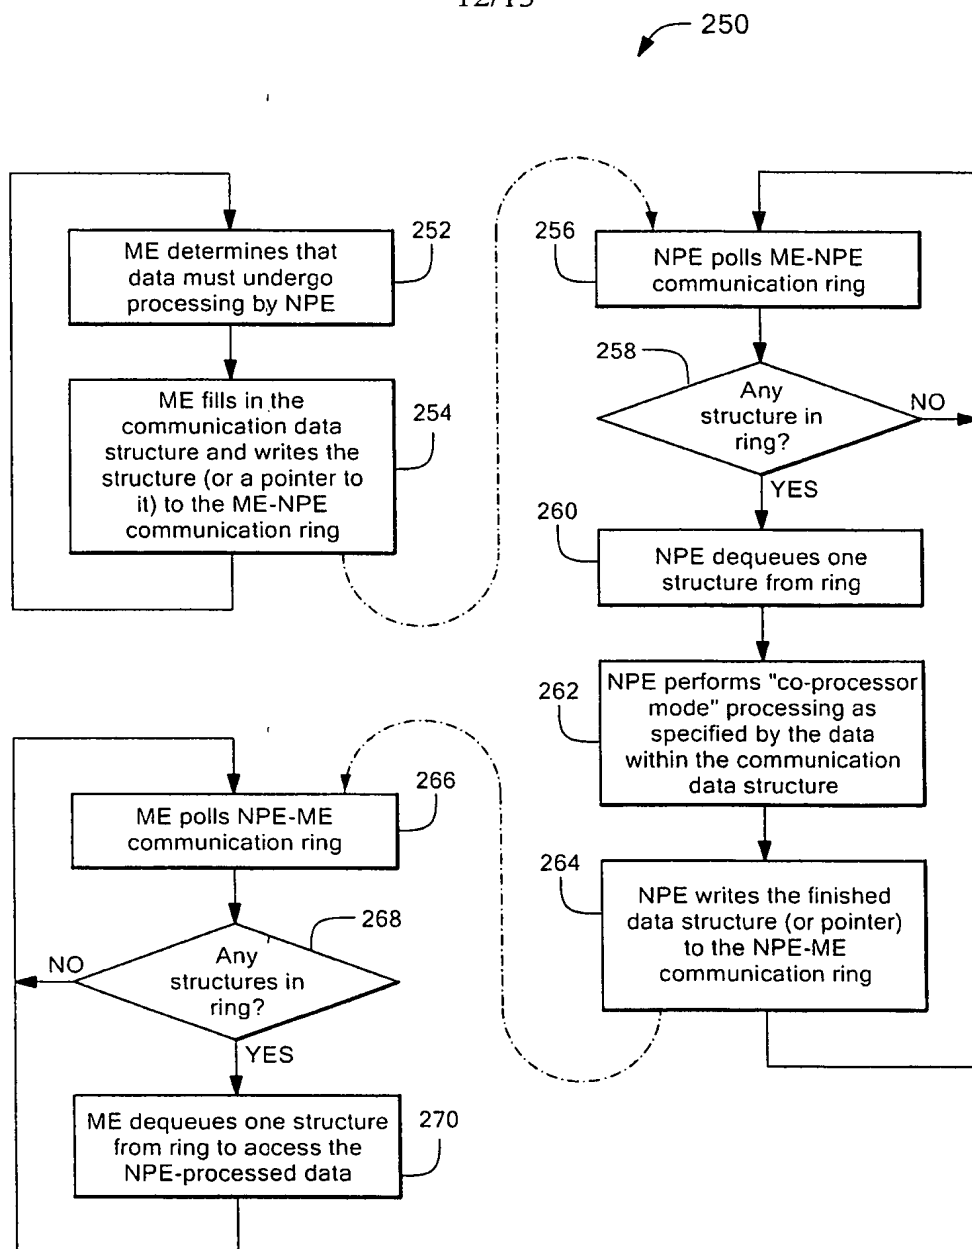 12/13
250
ME determines that
data must undergo
processing by NPE
252
ME fills in the
communication data
structure and writes the
structure (or a pointer to
it) to the ME-NPE
communication ring
254
256
NPE polls ME-NPE
communication ring
258
Any
structure in
ring?
NO
YES
260
NPE dequeues one
structure from ring
262
NPE performs "co-processor
mode" processing as
specified by the data
within the communication
data structure
264
NPE writes the finished
data structure (or pointer)
to the NPE-ME
communication ring
ME polls NPE-ME
communication ring
266
268
Any
structures in
ring?
NO
YES
ME dequeues one structure
from ring to access the
NPE-processed data
270